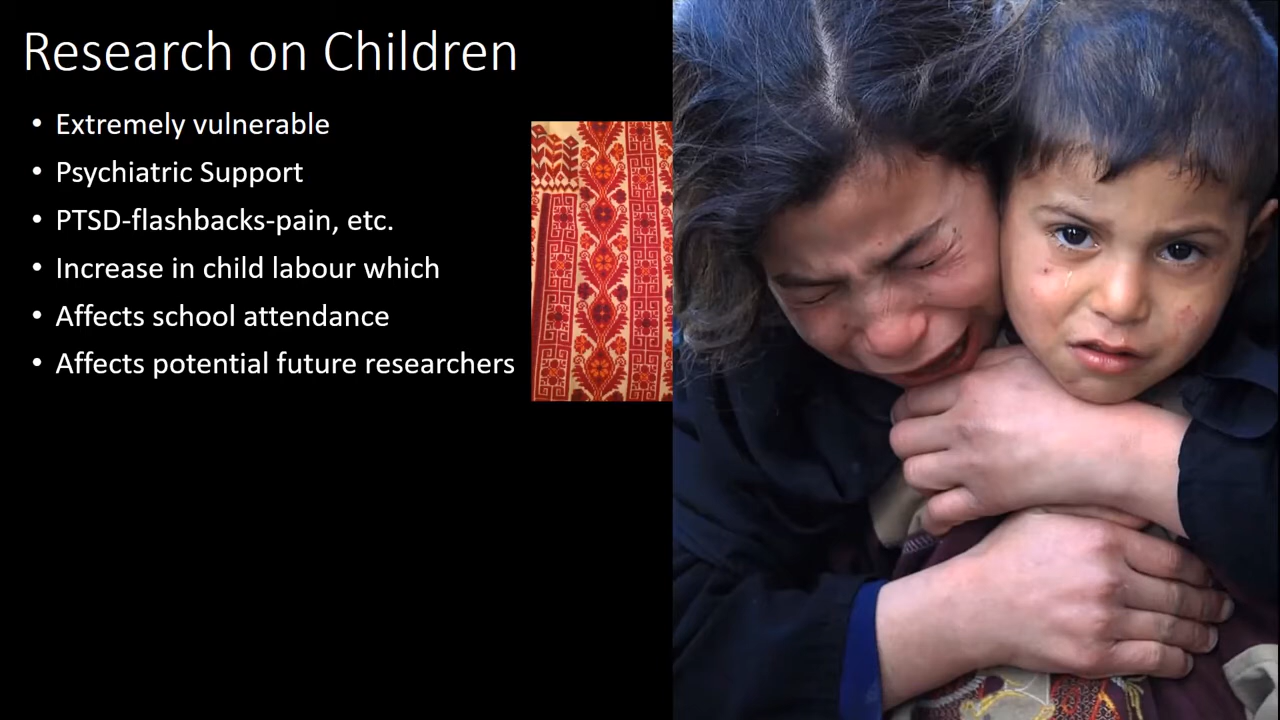 Research on Children
• Extremely vulnerable
• Psychiatric Support
• PTSD-flashbacks-pain, etc.
• Increase in child labour which
• Affects school attendance
• Affects potential future researchers